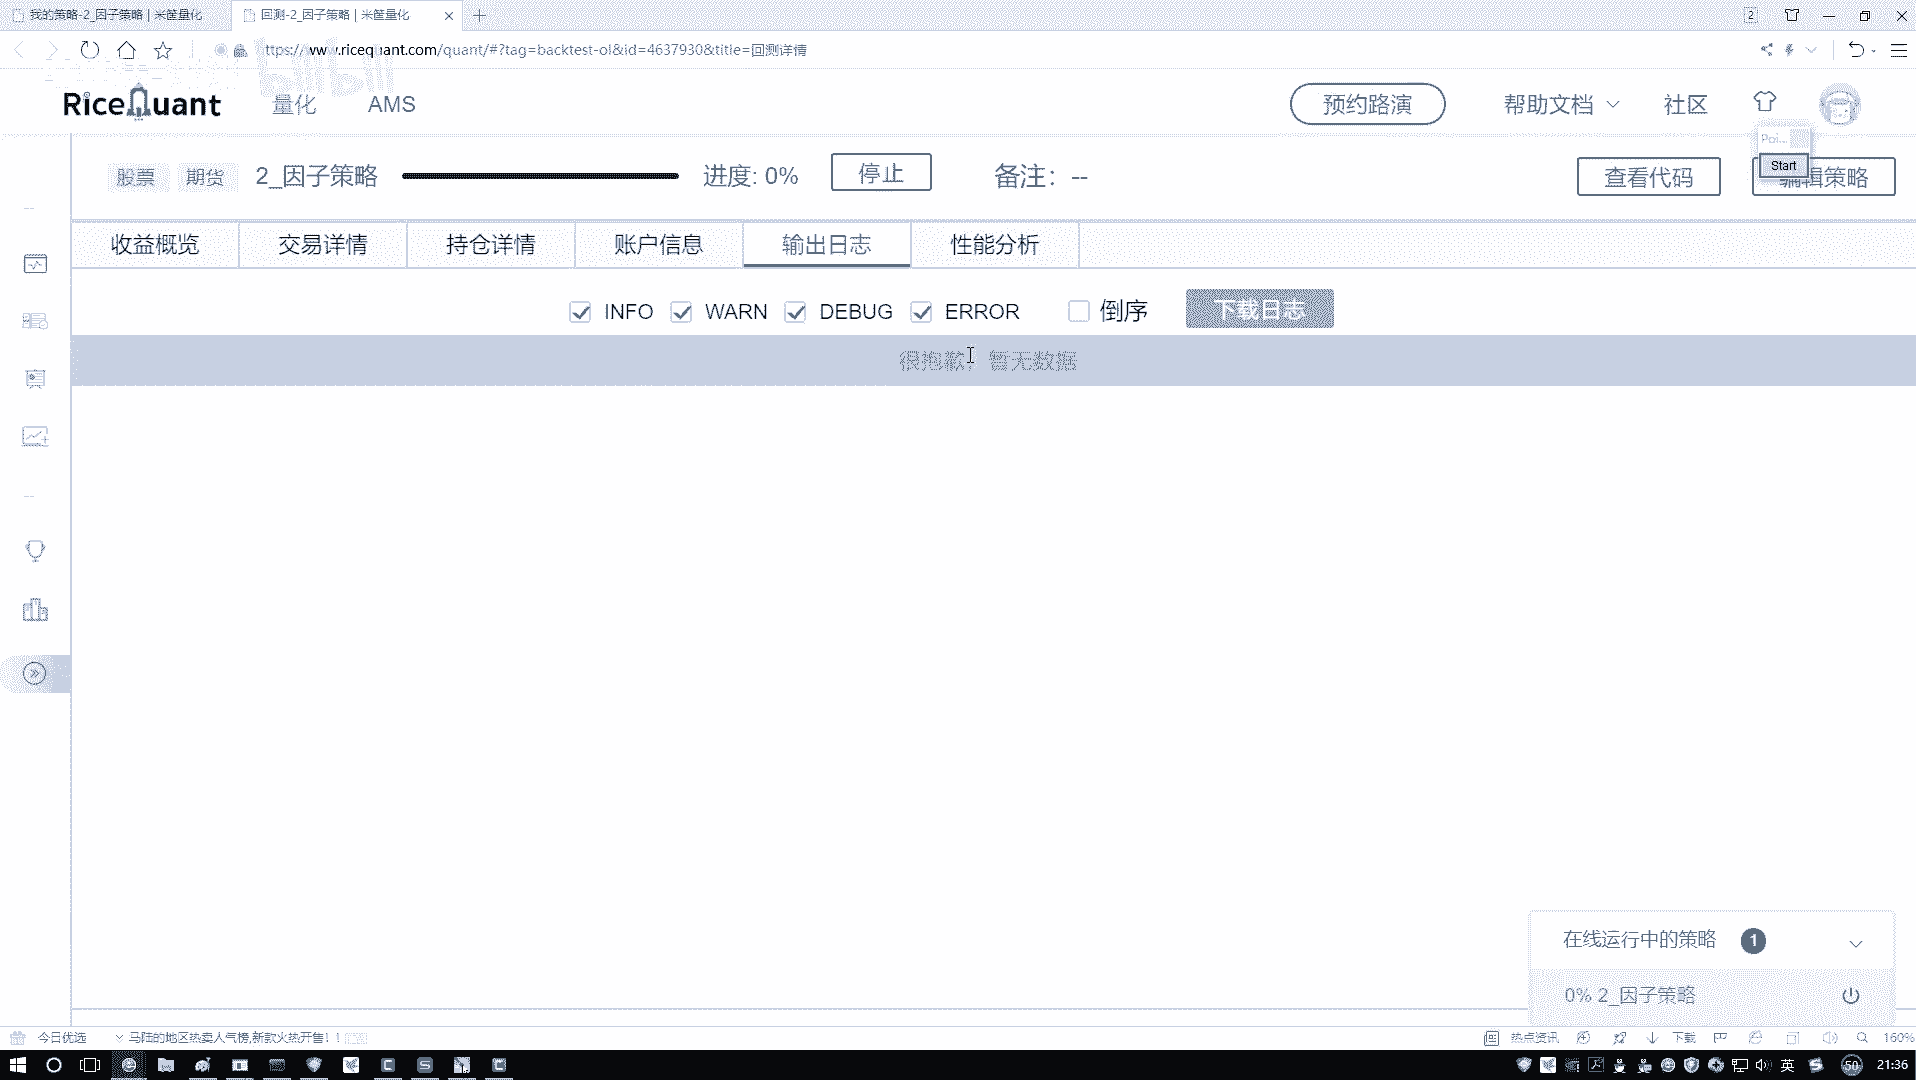 我的策略-2_因子策略 | 米筐量化
回测-2_因子策略 | 米筐量化
2
ttps://www.ricequant.com/quant/#?tag=backtest-ol&id=4637930&title=回测详情
bilibili
RiceQuant
量化
AMS
预约路演
帮助文档
社区
Poi...
Start
股票
期货
2_因子策略
进度: 0%
停止
备注: --
查看代码
编辑策略
收益概览
交易详情
持仓详情
账户信息
输出日志
性能分析
INFO
WARN
DEBUG
ERROR
倒序
下载日志
很抱歉，暂无数据
在线运行中的策略 1
0% 2_因子策略
今日优选
马陆的地区热卖人气榜,新款火热开售！
热点资讯
下载
160%
英
50
21:36